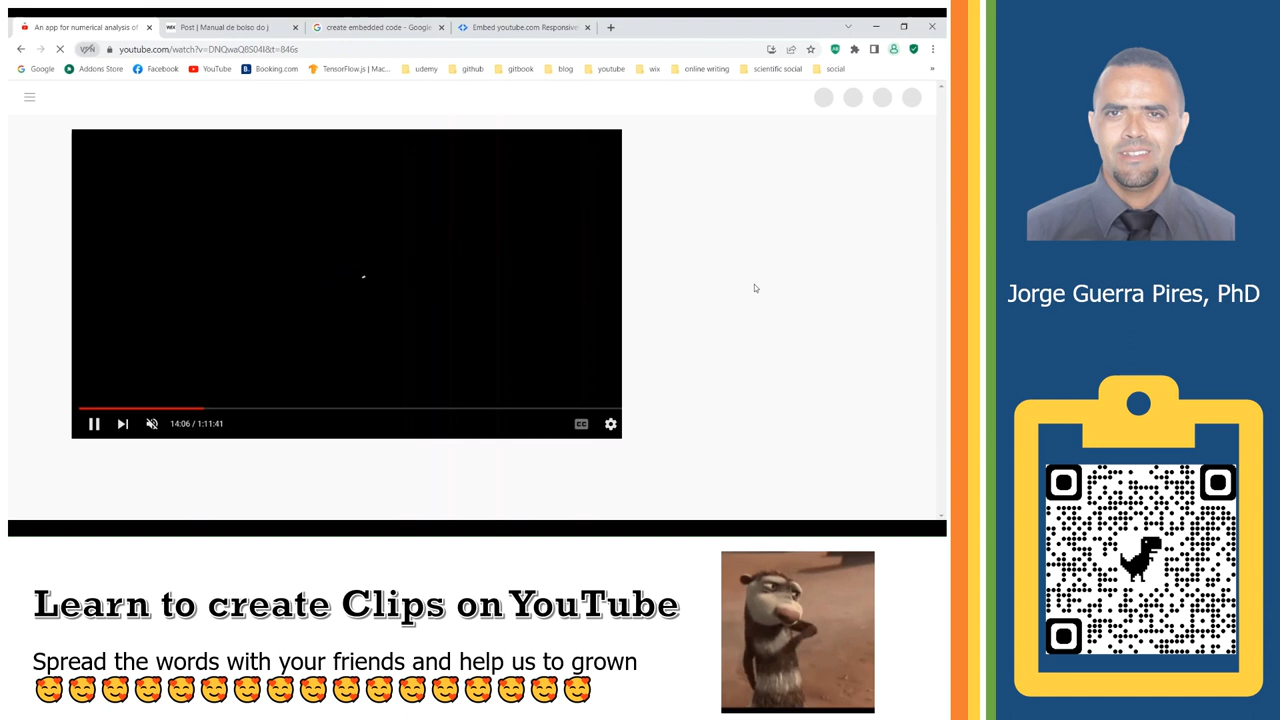 An app for numerical analysis of
Post | Manual de bolso do j
create embedded code - Google
Embed youtube.com Responsive
VPN
youtube.com/watch?v=DNQwaQ8S04I&t=846s
Google
Addons Store
Facebook
YouTube
Booking.com
TensorFlow.js | Mac...
udemy
github
gitbook
blog
youtube
wix
online writing
scientific social
social
»
14:06 / 1:11:41
CC
Jorge Guerra Pires, PhD
Learn to create Clips on YouTube
Spread the words with your friends and help us to grown